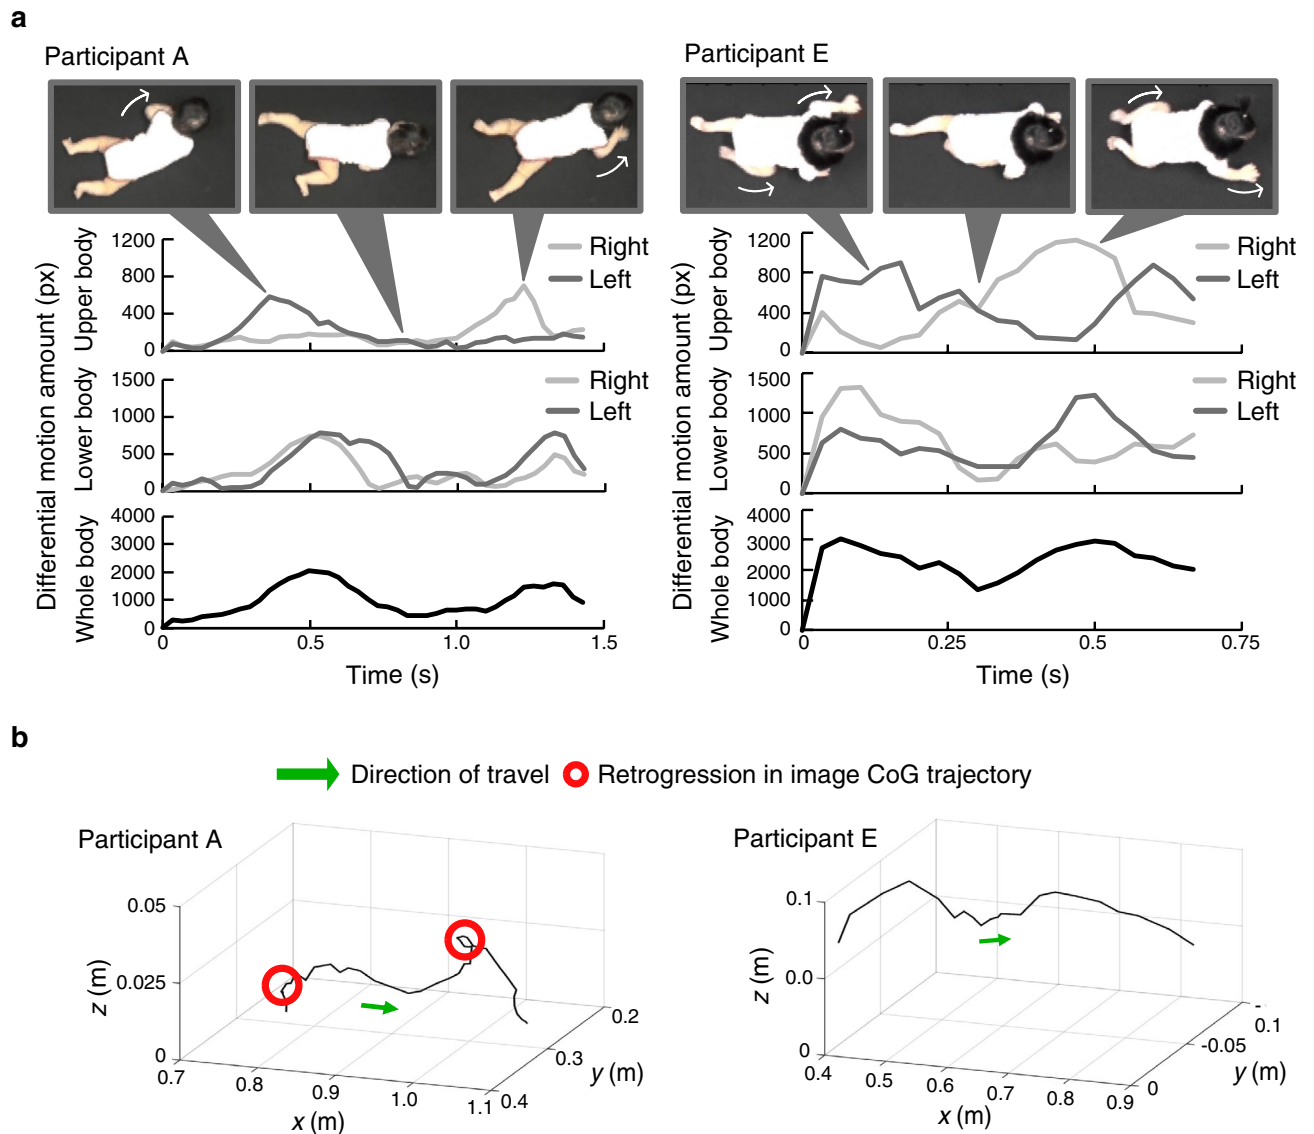 a
Participant A
Participant E
Differential motion amount (px)
Upper body
1200
800
400
0
Right
Left
Lower body
1500
1000
500
0
Right
Left
Whole body
4000
3000
2000
1000
0
0.5
1.0
1.5
Time (s)
Differential motion amount (px)
Upper body
1200
800
400
0
Right
Left
Lower body
1500
1000
500
0
Right
Left
Whole body
4000
3000
2000
1000
0
0
0.25
0.5
0.75
Time (s)
b
Direction of travel
Retrogression in image CoG trajectory
Participant A
z (m)
0.05
0.025
0
0.7
0.8
0.9
1.0
1.1
x (m)
0.4
0.3
0.2
y (m)
Participant E
z (m)
0.1
0.0
0
0.4
0.5
0.6
0.7
0.8
0.9
x (m)
0
-0.05
-
0.1
y (m)